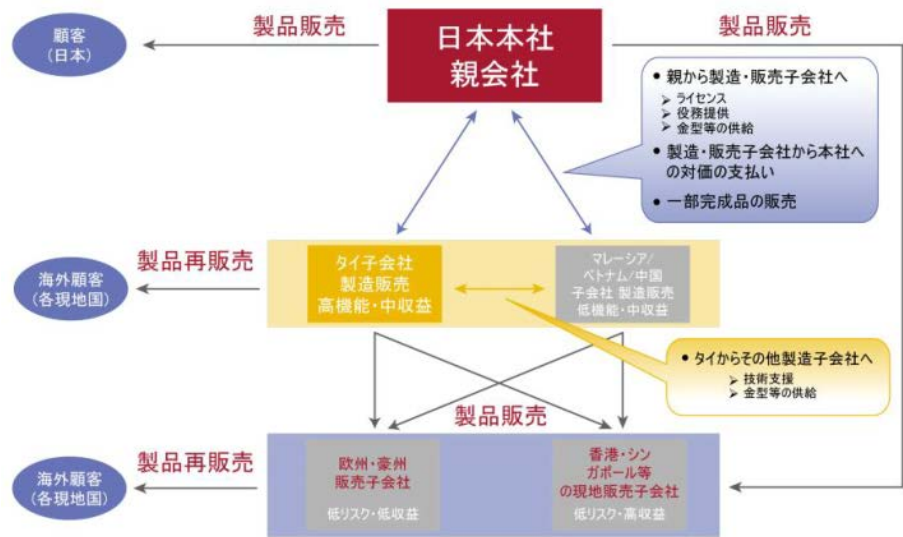 顧客
(日本)
製品販売
日本本社
親会社
製品販売
• 親から製造・販売子会社へ
➢ ライセンス
➢ 役務提供
➢ 金型等の供給
• 製造・販売子会社から本社へ
の対価の支払い
• 一部完成品の販売
海外顧客
(各現地国)
製品再販売
タイ子会社
製造販売
高機能・中収益
マレーシア/
ベトナム/中国
子会社 製造販売
低機能・中収益
• タイからその他製造子会社へ
➢ 技術支援
➢ 金型等の供給
製品販売
海外顧客
(各現地国)
製品再販売
欧州・豪州
販売子会社
低リスク・低収益
香港・シン
ガポール等
の現地販売子会社
低リスク・高収益